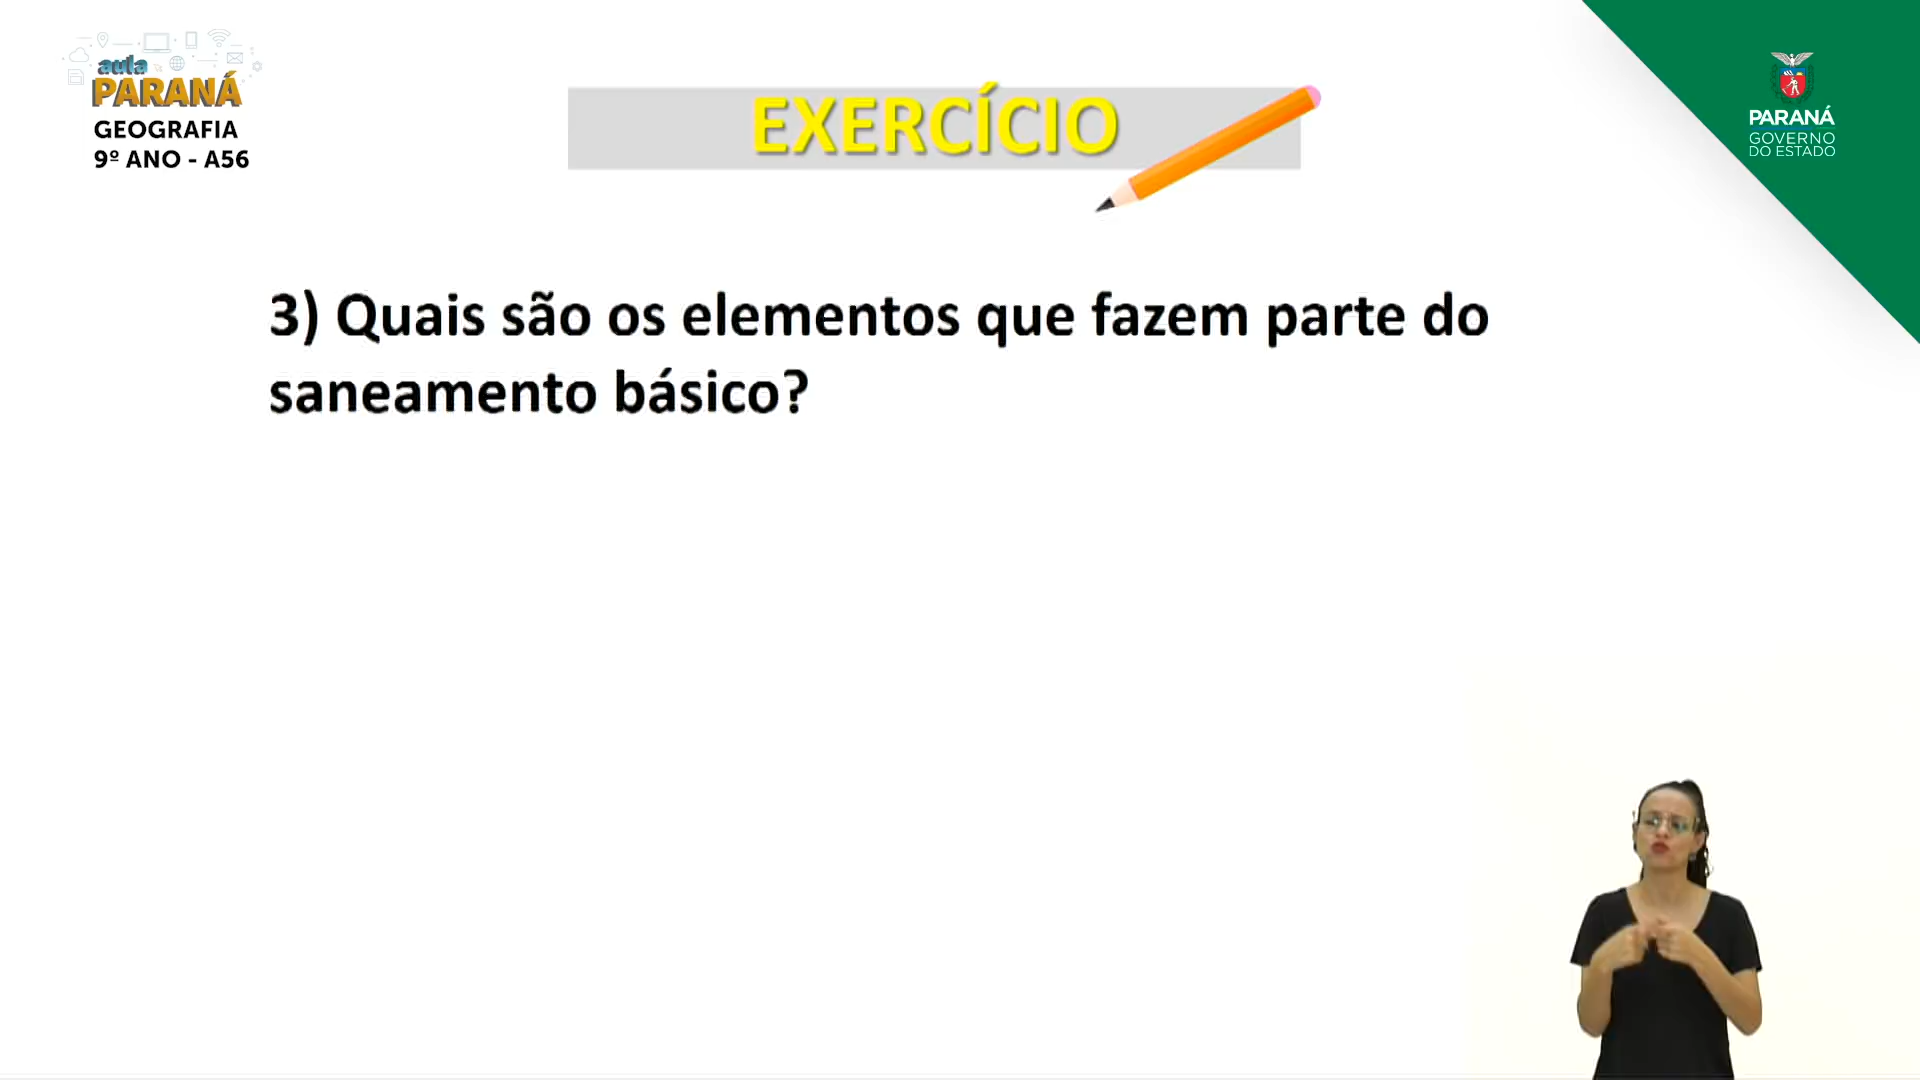 aula
PARANÁ
GEOGRAFIA
9º ANO - A56
EXERCÍCIO
PARANÁ
GOVERNO
DO ESTADO
3) Quais são os elementos que fazem parte do
saneamento básico?